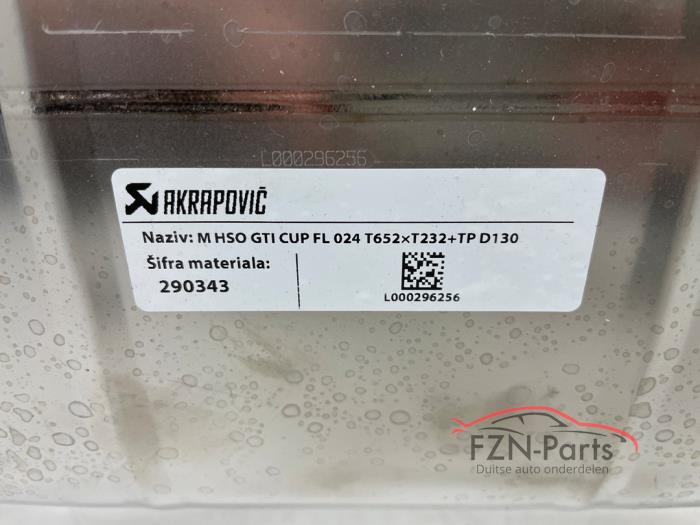 L000296256
AKRAPOVIČ
Naziv: M HSO GTI CUP FL 024 T652×T232+TP D130
Šifra materiala:
290343
L000296256
FZN-Parts
Duitse auto onderdelen